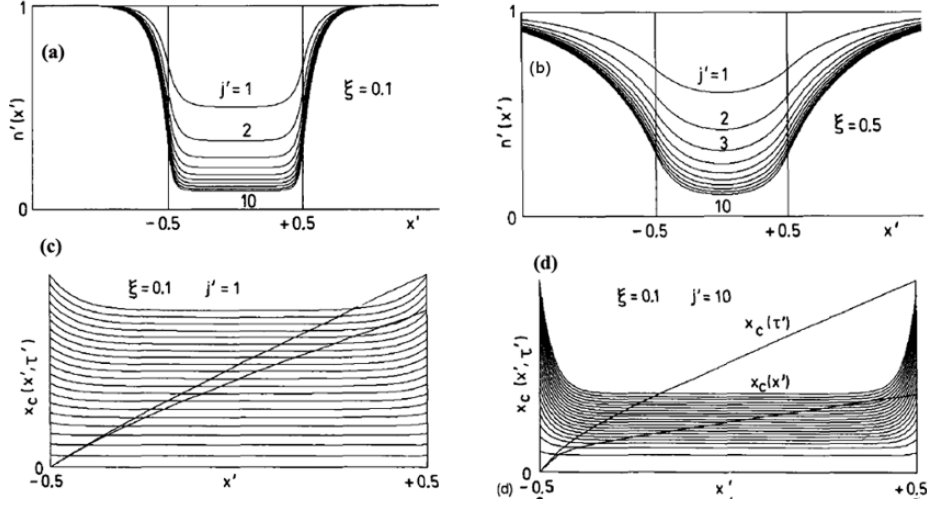 1
(a)
j' = 1
ξ = 0.1
2
n'(x')
10
0
-0.5
+0.5
x'
1
(b)
j' = 1
2
ξ = 0.5
3
n'(x')
10
0
-0.5
+0.5
x'
(c)
ξ = 0.1 j' = 1
x_c(x',τ')
0
-0.5
x'
+0.5
(d)
ξ = 0.1 j' = 10
x_c(τ')
x_c(x')
x_c(x',τ')
0
(d) -0.5
x'
+0.5